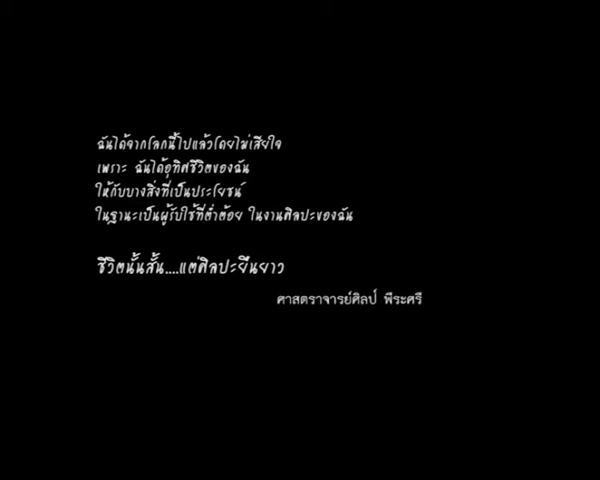 ฉันได้จากโลกนี้ไปแล้วโดยไม่เสียใจ
เพราะ ฉันได้อุทิศชีวิตของฉัน
ให้กับบางสิ่งที่เป็นประโยชน์
ในฐานะเป็นผู้รับใช้ที่ต่ำต้อย ในงานศิลปะของฉัน
ชีวิตนั้นสั้น....แต่ศิลปะยืนยาว
ศาสตราจารย์ศิลป์ พีระศรี